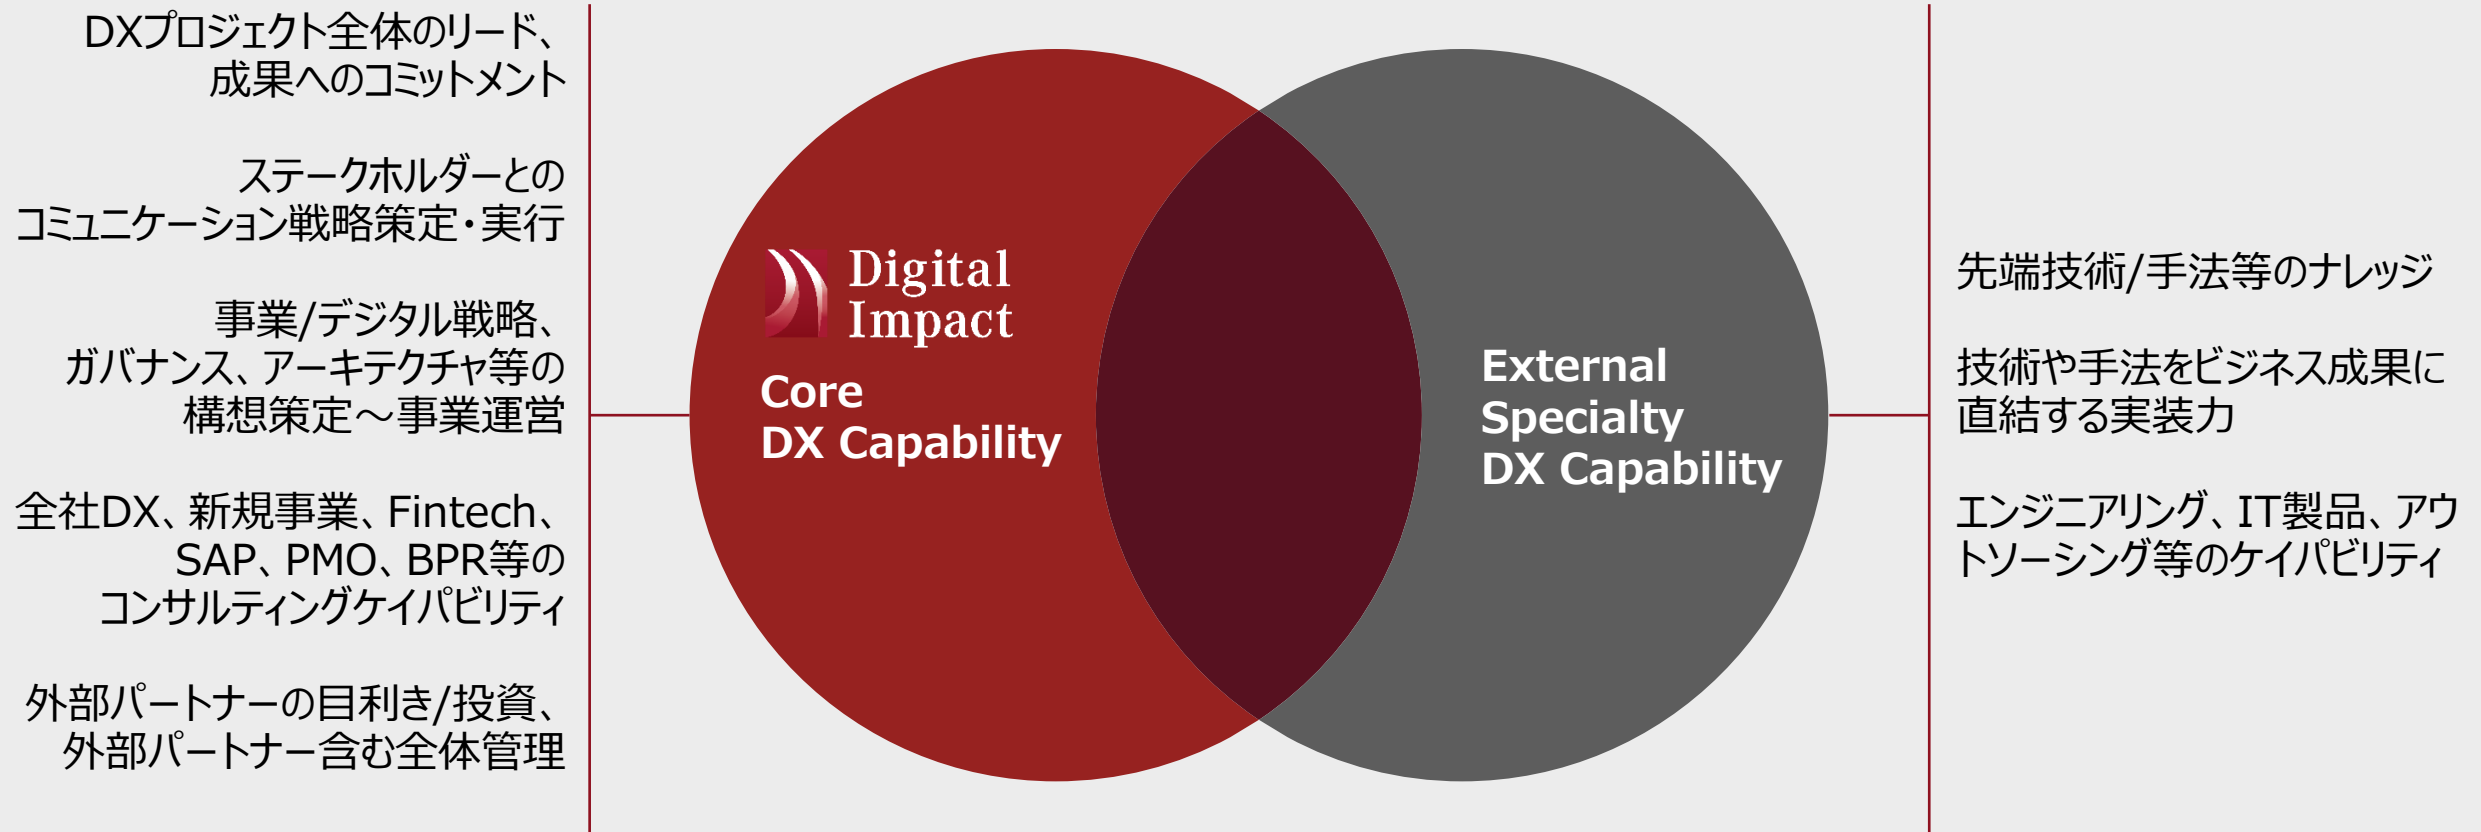 DXプロジェクト全体のリード、
成果へのコミットメント
ステークホルダーとの
コミュニケーション戦略策定・実行
事業/デジタル戦略、
ガバナンス、アーキテクチャ等の
構想策定～事業運営
全社DX、新規事業、Fintech、
SAP、PMO、BPR等の
コンサルティングケイパビリティ
外部パートナーの目利き/投資、
外部パートナー含む全体管理
Digital
Impact
Core
DX Capability
External
Specialty
DX Capability
先端技術/手法等のナレッジ
技術や手法をビジネス成果に
直結する実装力
エンジニアリング、IT製品、アウ
トソーシング等のケイパビリティ